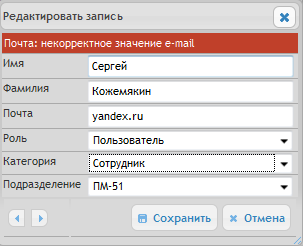 Редактировать запись
Почта: некорректное значение e-mail
Имя Сергей
Фамилия Кожемякин
Почта yandex.ru
Роль Пользователь
Категория Сотрудник
Подразделение ПМ-51
Сохранить Отмена